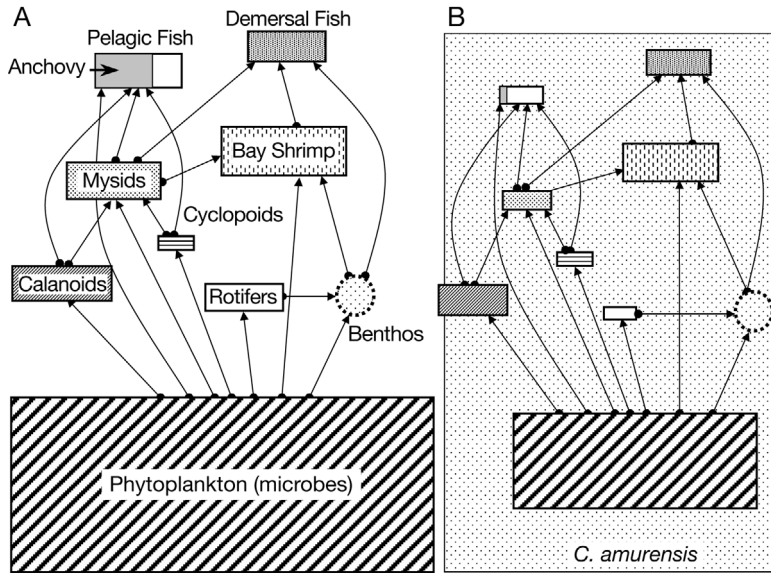 A
B
Demersal Fish
Pelagic Fish
Anchovy
Bay Shrimp
Mysids
Cyclopoids
Calanoids
Rotifers
Benthos
Phytoplankton (microbes)
C. amurensis